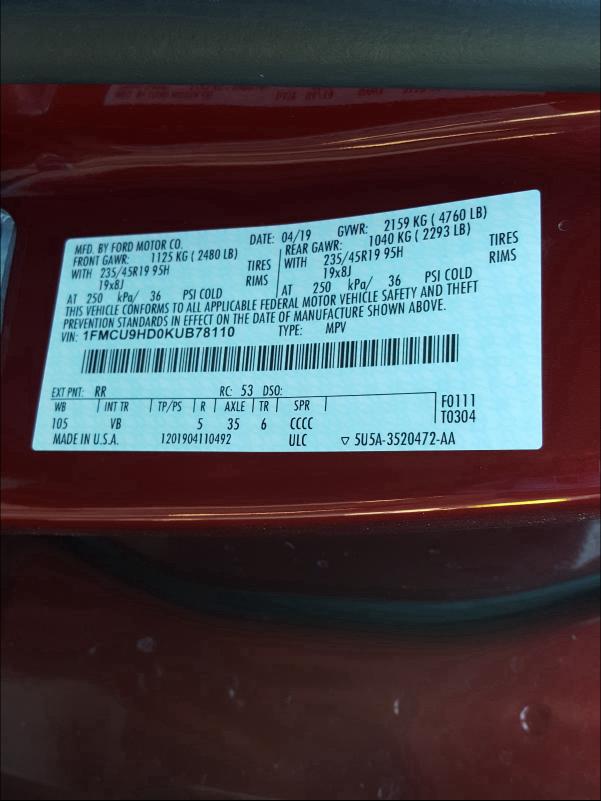 MFD. BY FORD MOTOR CO. DATE: 04/19 GVWR: 2159 KG ( 4760 LB)
FRONT GAWR: 1125 KG ( 2480 LB) REAR GAWR: 1040 KG ( 2293 LB)
WITH 235/45R19 95H TIRES WITH 235/45R19 95H TIRES
19x8J RIMS 19x8J RIMS
AT 250 kPa/ 36 PSI COLD AT 250 kPa/ 36 PSI COLD
THIS VEHICLE CONFORMS TO ALL APPLICABLE FEDERAL MOTOR VEHICLE SAFETY AND THEFT
PREVENTION STANDARDS IN EFFECT ON THE DATE OF MANUFACTURE SHOWN ABOVE.
VIN: 1FMCU9HD0KUB78110 TYPE: MPV
EXT PNT: RR RC: 53 DSO: F0111
WB INT TR TP/PS R AXLE TR SPR T0304
105 VB 5 35 6 CCCC
MADE IN U.S.A. 1201904110492 ULC ▽ 5U5A-3520472-AA